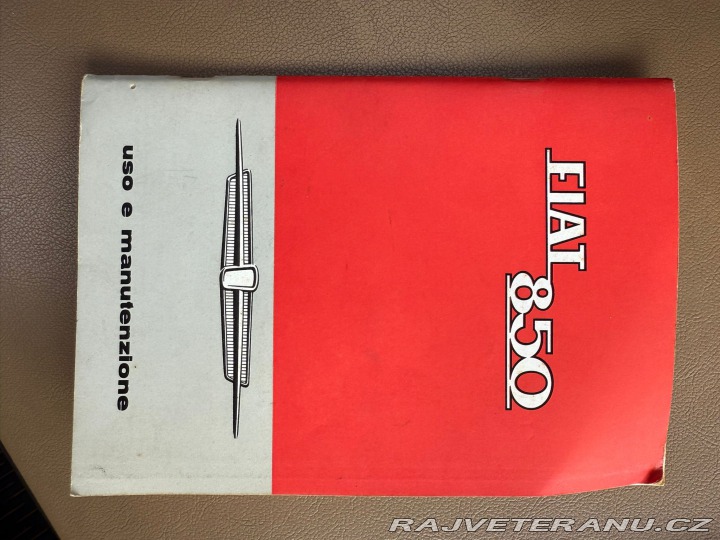 FIAT
850
uso e manutenzione
RAJVETERANU.CZ